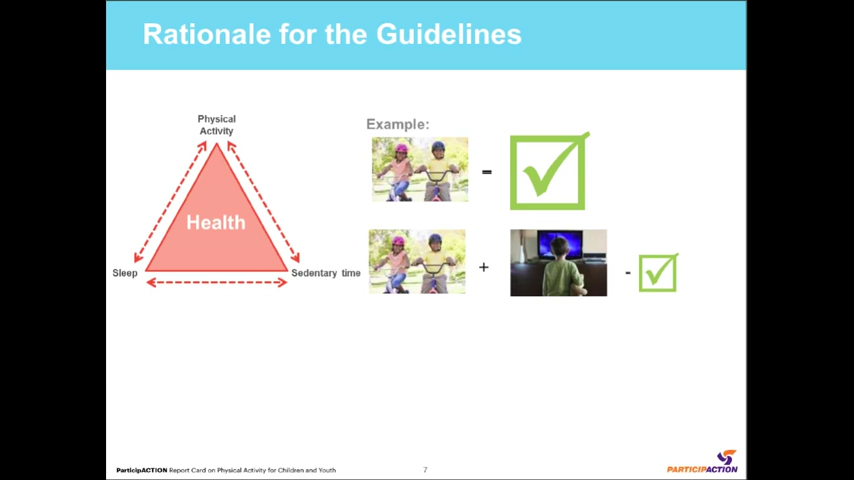 Rationale for the Guidelines
Physical
Activity
Health
Sleep
Sedentary time
Example:
=
+
-
ParticipACTION Report Card on Physical Activity for Children and Youth
7
PARTICIPACTION